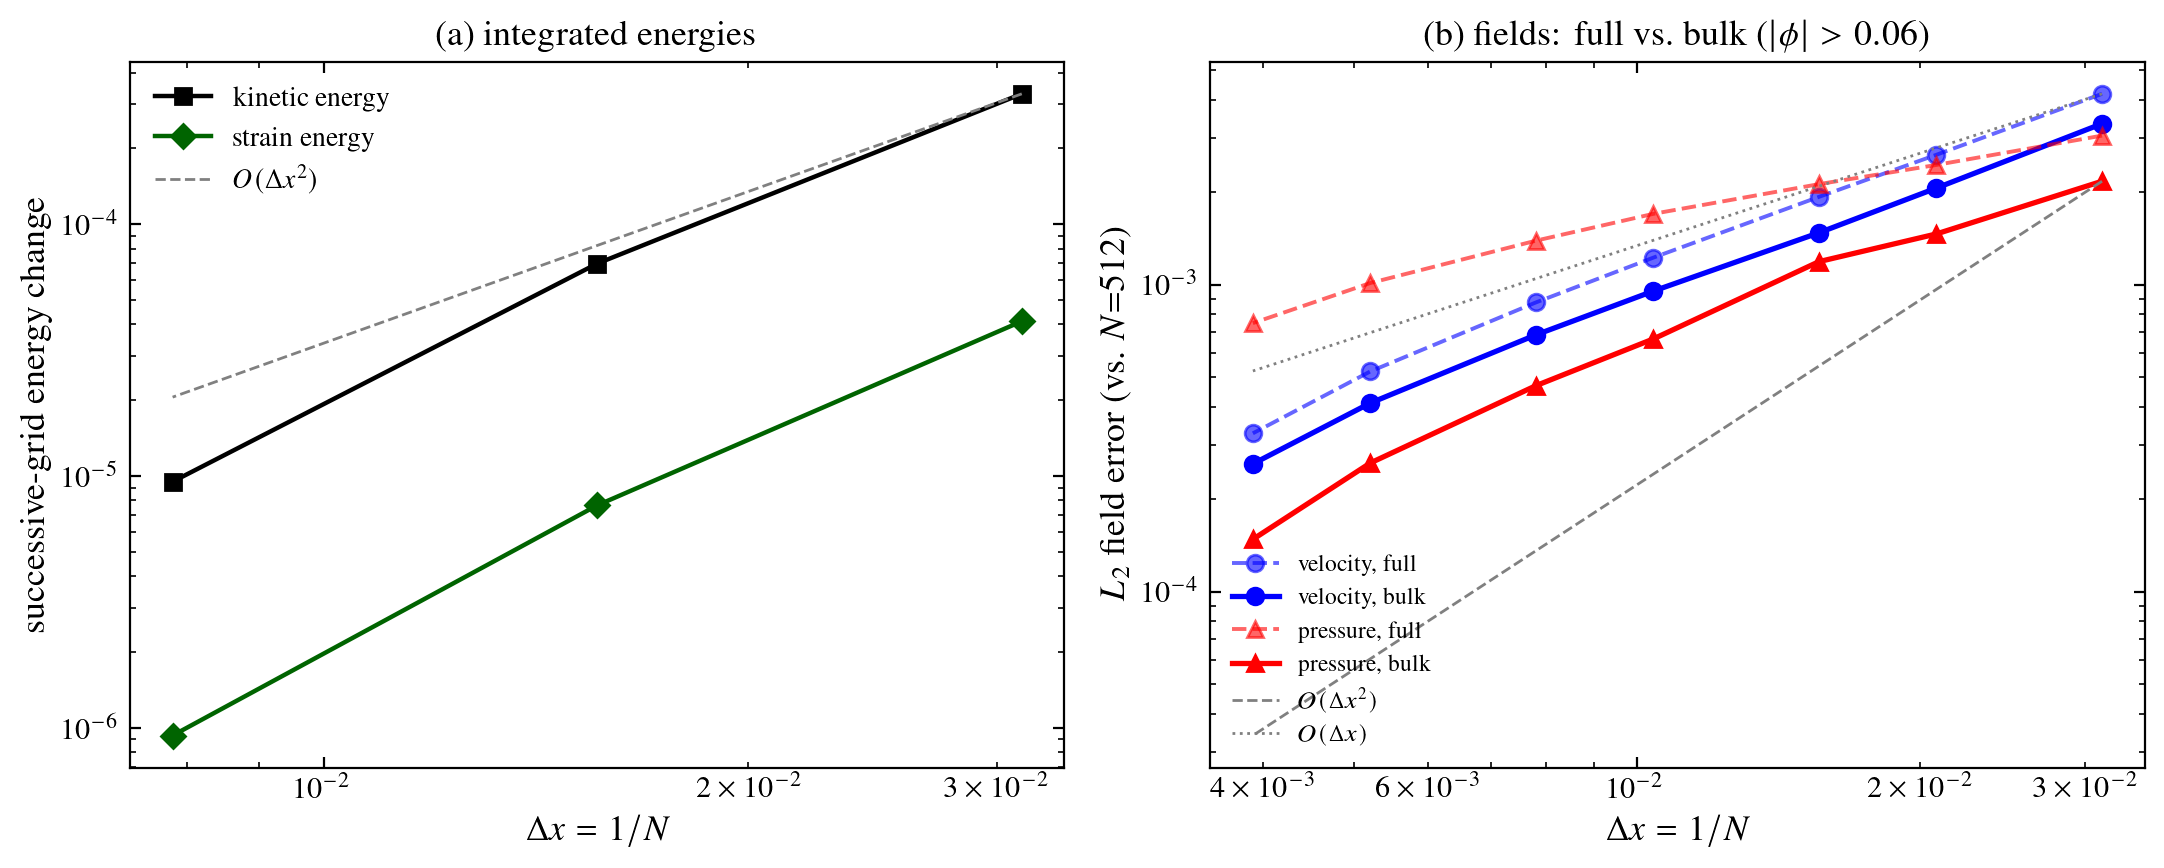 (a) integrated energies
kinetic energy
strain energy
O(Δx²)
successive-grid energy change
10⁻⁴
10⁻⁵
10⁻⁶
10⁻²
2 × 10⁻²
3 × 10⁻²
Δx = 1/N
(b) fields: full vs. bulk (|ϕ| > 0.06)
L₂ field error (vs. N=512)
10⁻³
10⁻⁴
velocity, full
velocity, bulk
pressure, full
pressure, bulk
O(Δx²)
O(Δx)
4 × 10⁻³
6 × 10⁻³
10⁻²
2 × 10⁻²
3 × 10⁻²
Δx = 1/N